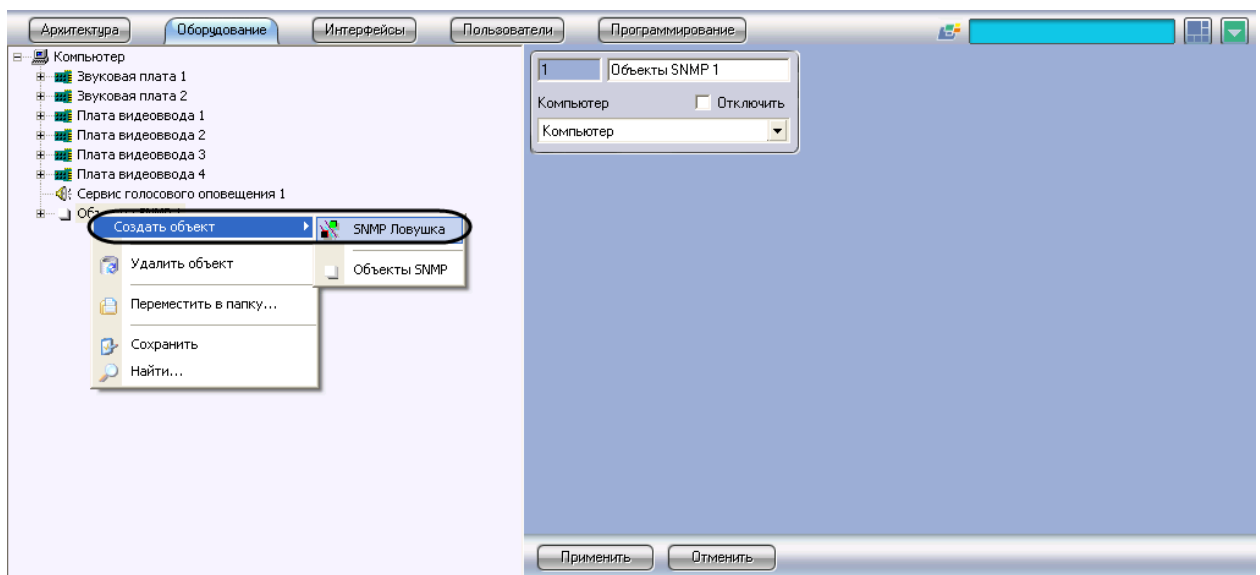 Архитектура Оборудование Интерфейсы Пользователи Программирование
Компьютер
Звуковая плата 1
Звуковая плата 2
Плата видеоввода 1
Плата видеоввода 2
Плата видеоввода 3
Плата видеоввода 4
Сервис голосового оповещения 1
Создать объект
SNMP Ловушка
Удалить объект
Объекты SNMP
Переместить в папку...
Сохранить
Найти...
1 Объекты SNMP 1
Компьютер Отключить
Компьютер
Применить Отменить